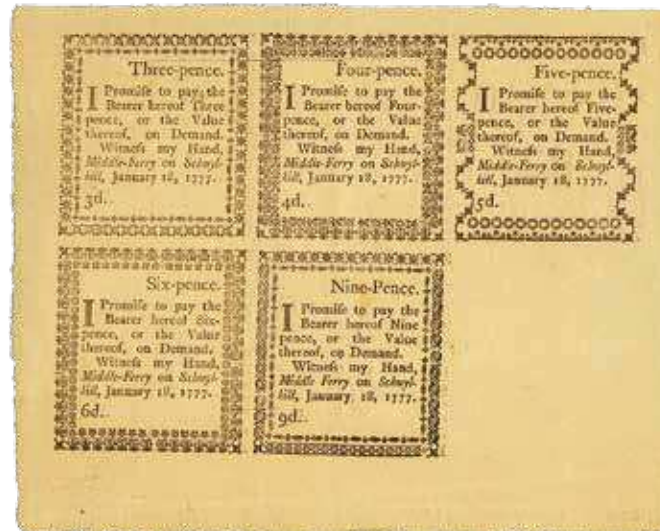 Three-pence.
I Promiſe to pay the
Bearer hereof Three
pence, or the Value
thereof, on Demand.
Witneſs my Hand,
Middle-Ferry on Schuyl-
kill, January 18, 1777.
3d.
Four-pence.
I Promiſe to pay the
Bearer hereof Four-
pence, or the Value
thereof, on Demand.
Witneſs my Hand,
Middle-Ferry on Schuyl-
kill, January 18, 1777.
4d.
Five-pence.
I Promiſe to pay the
Bearer hereof Five-
pence, or the Value
thereof, on Demand.
Witneſs my Hand,
Middle-Ferry on Schuyl-
kill, January 18, 1777.
5d.
Six-pence.
I Promiſe to pay the
Bearer hereof Six-
pence, or the Value
thereof, on Demand.
Witneſs my Hand,
Middle-Ferry on Schuyl-
kill, January 18, 1777.
6d.
Nine-Pence.
I Promiſe to pay the
Bearer hereof Nine
pence, or the Value
thereof, on Demand.
Witneſs my Hand,
Middle Ferry on Schuyl-
kill, January 18, 1777.
9d.